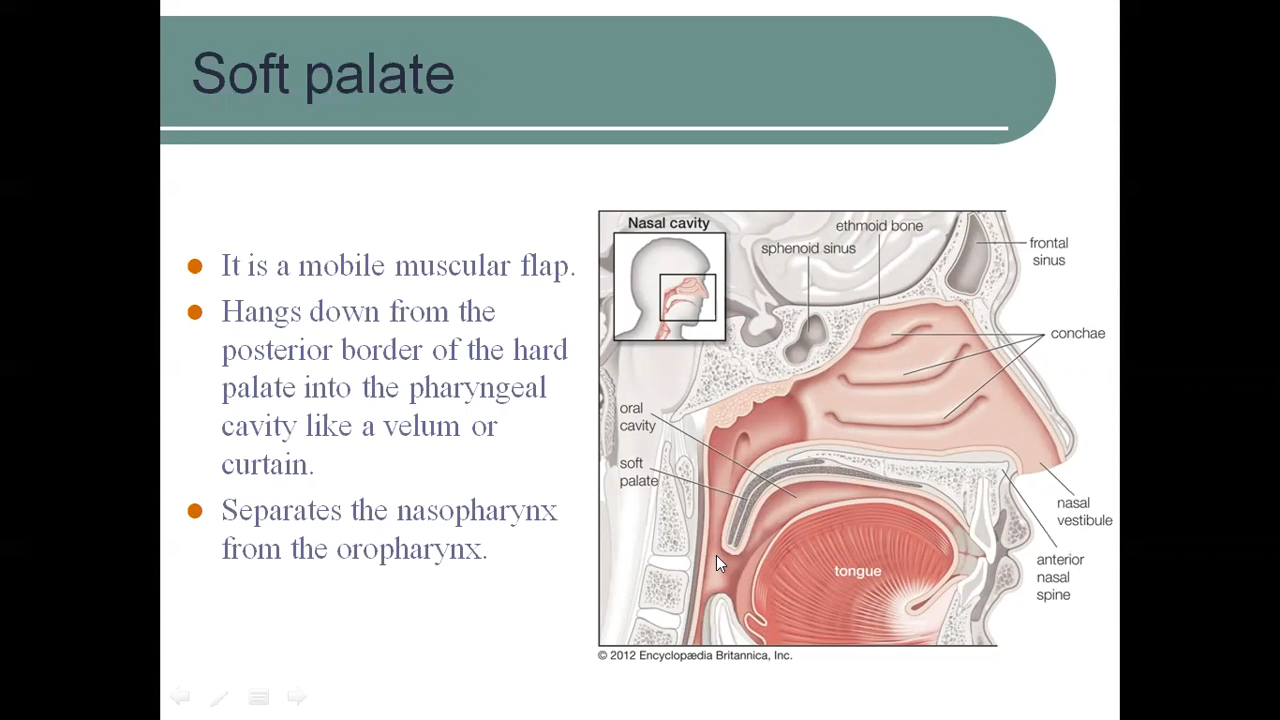 Soft palate
It is a mobile muscular flap.
Hangs down from the
posterior border of the hard
palate into the pharyngeal
cavity like a velum or
curtain.
Separates the nasopharynx
from the oropharynx.
Nasal cavity
ethmoid bone
sphenoid sinus
frontal
sinus
conchae
oral
cavity
soft
palate
nasal
vestibule
anterior
nasal
spine
tongue
© 2012 Encyclopædia Britannica, Inc.